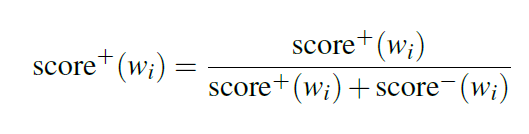 score⁺(wᵢ) = score⁺(wᵢ) / (score⁺(wᵢ) + score⁻(wᵢ))